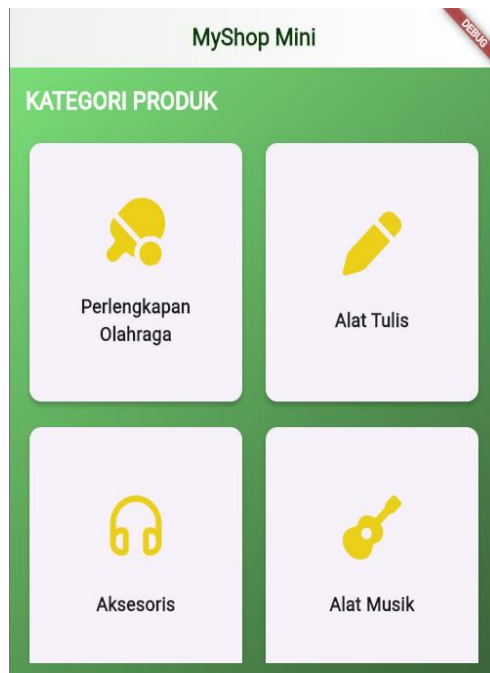 MyShop Mini
DEBUG
KATEGORI PRODUK
Perlengkapan
Olahraga
Alat Tulis
Aksesoris
Alat Musik